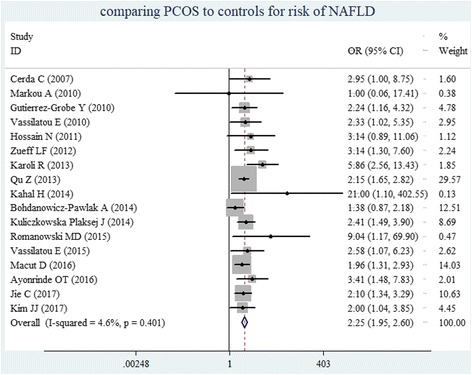 comparing PCOS to controls for risk of NAFLD
Study %
ID OR (95% CI) Weight
Cerda C (2007) 2.95 (1.00, 8.75) 1.60
Markou A (2010) 1.00 (0.06, 17.41) 0.38
Gutierrez-Grobe Y (2010) 2.24 (1.16, 4.32) 4.78
Vassilatou E (2010) 2.33 (1.02, 5.35) 2.95
Hossain N (2011) 3.14 (0.89, 11.06) 1.12
Zueff LF (2012) 3.14 (1.30, 7.60) 2.24
Karoli R (2013) 5.86 (2.56, 13.43) 1.85
Qu Z (2013) 2.15 (1.65, 2.82) 29.57
Kahal H (2014) 21.00 (1.10, 402.55) 0.13
Bohdanowicz-Pawlak A (2014) 1.38 (0.87, 2.18) 12.51
Kuliczkowska Plaksej J (2014) 2.41 (1.49, 3.90) 8.69
Romanowski MD (2015) 9.04 (1.17, 69.90) 0.47
Vassilatou E (2015) 2.58 (1.07, 6.23) 2.62
Macut D (2016) 1.96 (1.31, 2.93) 14.03
Ayonrinde OT (2016) 3.41 (1.48, 7.83) 2.01
Jie C (2017) 2.10 (1.34, 3.29) 10.63
Kim JJ (2017) 2.00 (1.04, 3.85) 4.45
Overall (I-squared = 4.6%, p = 0.401) 2.25 (1.95, 2.60) 100.00
.00248 1 403